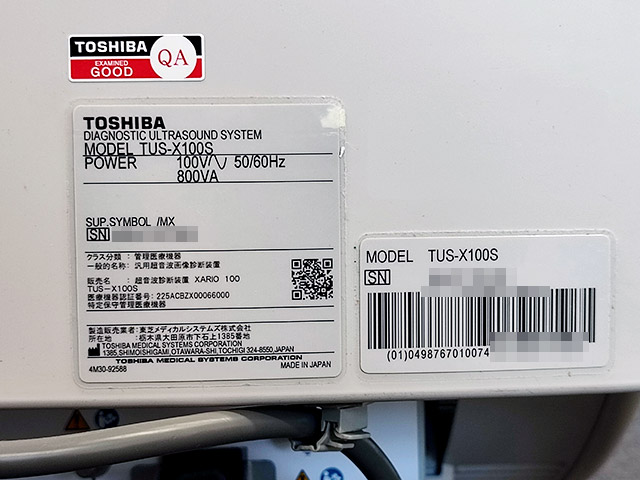 TOSHIBA
EXAMINED
GOOD
QA
TOSHIBA
DIAGNOSTIC ULTRASOUND SYSTEM
MODEL TUS-X100S
POWER 100V 50/60Hz
800VA
SUP.SYMBOL /MX
SN
クラス分類 : 管理医療機器
一般的名称: 汎用超音波画像診断装置
販売名 : 超音波診断装置 XARIO 100
TUS-X100S
医療機器認証番号: 225ACBZX00066000
特定保守管理医療機器
製造販売業者:東芝メディカルシステムズ株式会社
住所:栃木県大田原市下石上1385番地
TOSHIBA MEDICAL SYSTEMS CORPORATION
1385,SHIMOISHIGAMI,OTAWARA-SHI,TOCHIGI 324-8550,JAPAN
TOSHIBA MEDICAL SYSTEMS CORPORATION
4M30-92588 MADE IN JAPAN
MODEL TUS-X100S
SN
(01)0498767010074